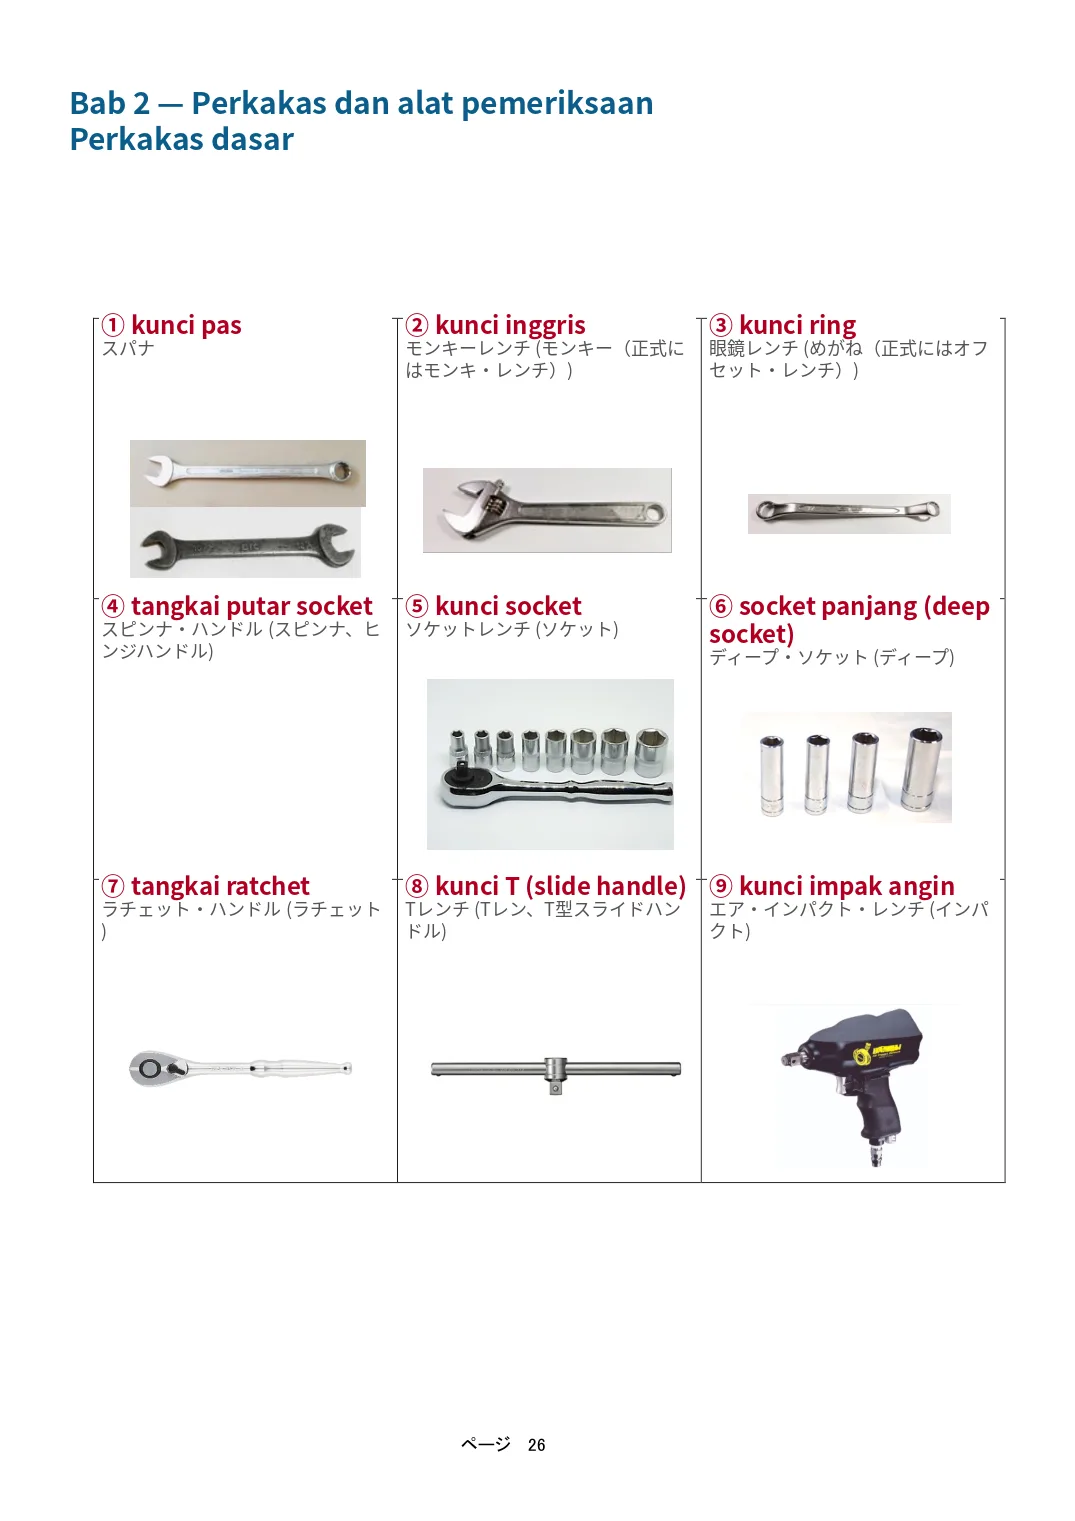 Bab 2 — Perkakas dan alat pemeriksaan
Perkakas dasar
① kunci pas
スパナ
② kunci inggris
モンキーレンチ (モンキー（正式に
はモンキ・レンチ）)
③ kunci ring
眼鏡レンチ (めがね（正式にはオフ
セット・レンチ）)
④ tangkai putar socket
スピンナ・ハンドル (スピンナ、ヒ
ンジハンドル)
⑤ kunci socket
ソケットレンチ (ソケット)
⑥ socket panjang (deep
socket)
ディープ・ソケット (ディープ)
⑦ tangkai ratchet
ラチェット・ハンドル (ラチェット
)
⑧ kunci T (slide handle)
Tレンチ (Tレン、T型スライドハン
ドル)
⑨ kunci impak angin
エア・インパクト・レンチ (インパ
クト)
ページ 26